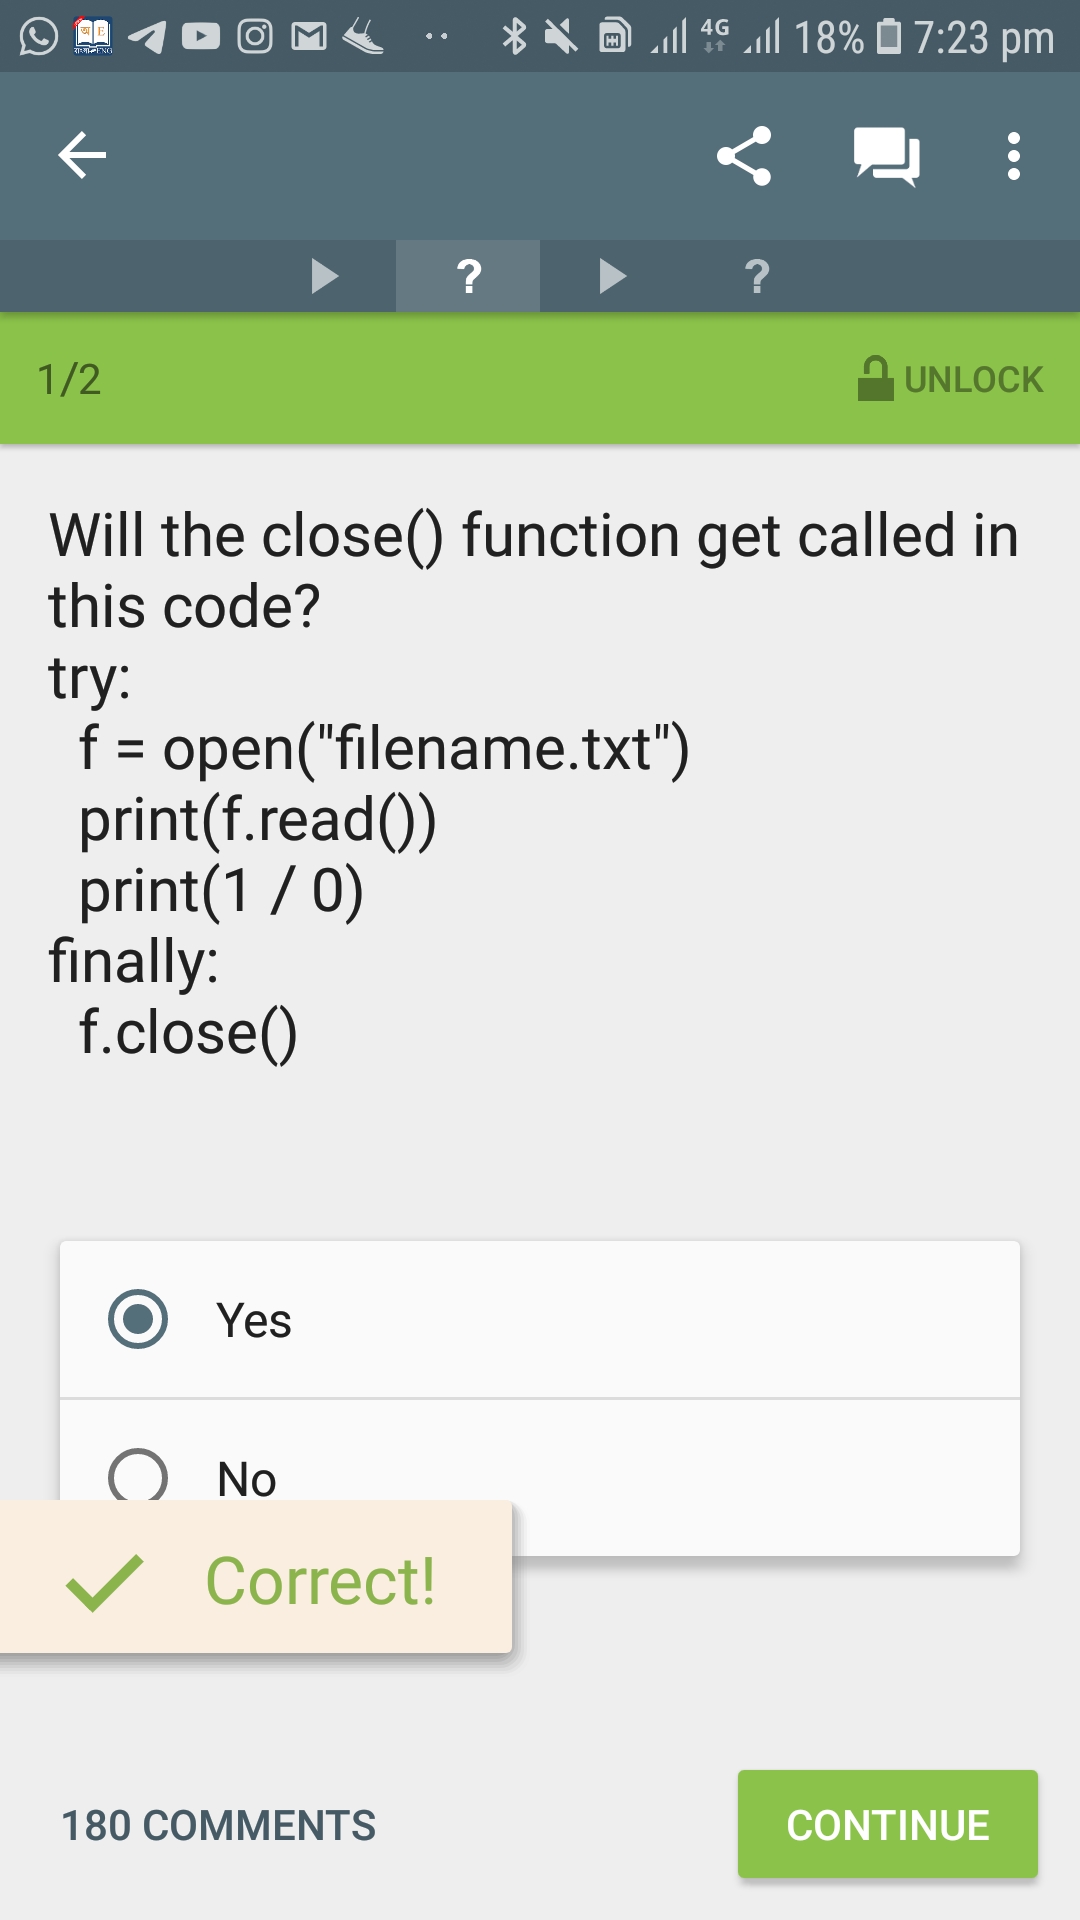 4G 18% 7:23 pm
?
?
1/2
UNLOCK
Will the close() function get called in
this code?
try:
f = open("filename.txt")
print(f.read())
print(1 / 0)
finally:
f.close()
Yes
No
Correct!
180 COMMENTS
CONTINUE